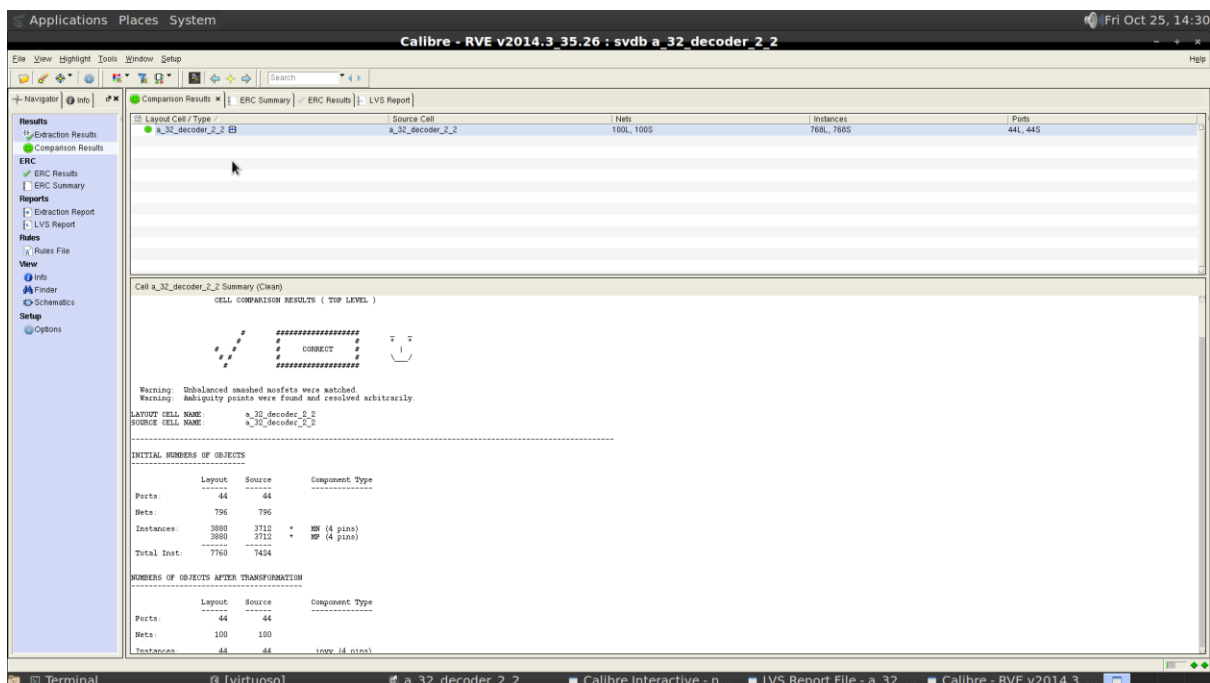 Applications Places System Fri Oct 25, 14:30
Calibre - RVE v2014.3_35.26 : svdb a_32_decoder_2_2
File View Highlight Tools Window Setup Help
Search
Navigator Info Comparison Results ERC Summary ERC Results LVS Report
Results
Extraction Results
Comparison Results
ERC
ERC Results
ERC Summary
Reports
Extraction Report
LVS Report
Rules
Rules File
View
Info
Finder
Schematics
Setup
Options
Layout Cell / Type Source Cell Nets Instances Ports
a_32_decoder_2_2 a_32_decoder_2_2 100L, 100S 768L, 768S 44L, 44S
Cell a_32_decoder_2_2 Summary (Clean)
CELL COMPARISON RESULTS ( TOP LEVEL )
# ###################
# # #
# # # CORRECT #
# # # #
# ###################
Warning: Unbalanced smashed mosfets were matched.
Warning: Ambiguity points were found and resolved arbitrarily.
LAYOUT CELL NAME: a_32_decoder_2_2
SOURCE CELL NAME: a_32_decoder_2_2
INITIAL NUMBERS OF OBJECTS
Layout Source Component Type
Ports: 44 44
Nets: 796 796
Instances: 3880 3712 * MN (4 pins)
3880 3712 * MP (4 pins)
Total Inst: 7760 7424
NUMBERS OF OBJECTS AFTER TRANSFORMATION
Layout Source Component Type
Ports: 44 44
Nets: 100 100
Instances: 44 44 invv (4 pins)
Terminal [virtuoso] a_32_decoder_2_2 Calibre Interactive - n LVS Report File - a_32 Calibre - RVE v2014.3